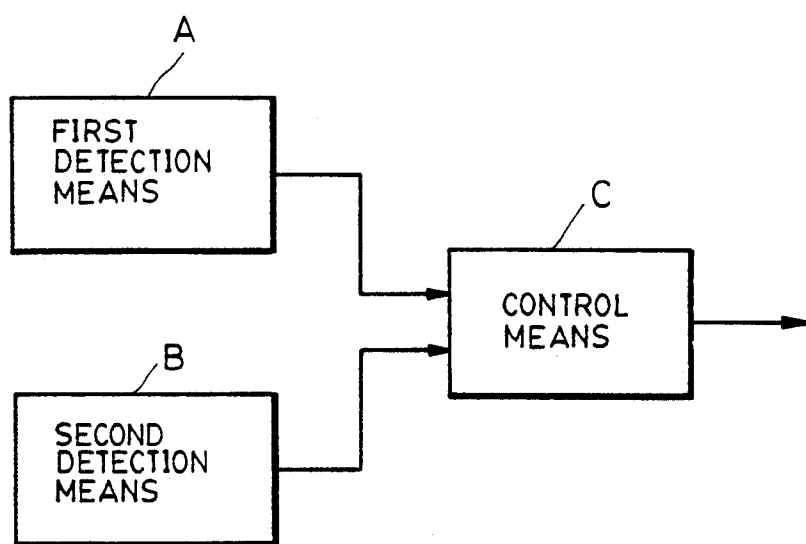 A
FIRST
DETECTION
MEANS
C
CONTROL
MEANS
B
SECOND
DETECTION
MEANS